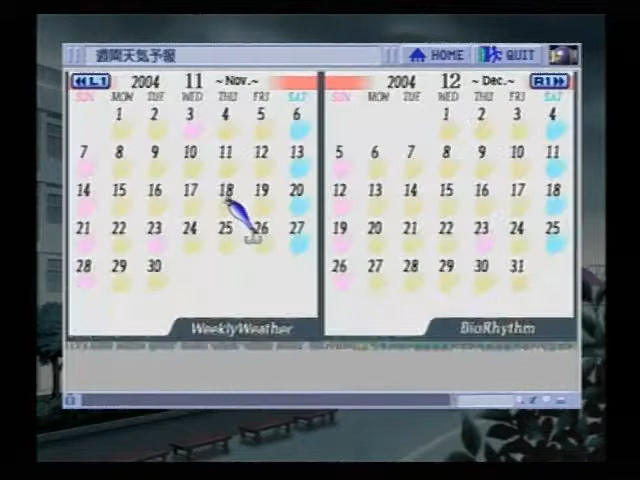 週間天気予報
HOME QUIT
L1 2004 11 ~Nov.~
SUN MON TUE WED THU FRI SAT
1 2 3 4 5 6
7 8 9 10 11 12 13
14 15 16 17 18 19 20
21 22 23 24 25 26 27
28 29 30
WeeklyWeather
2004 12 ~Dec.~ R1
SUN MON TUE WED THU FRI SAT
1 2 3 4
5 6 7 8 9 10 11
12 13 14 15 16 17 18
19 20 21 22 23 24 25
26 27 28 29 30 31
BioRhythm